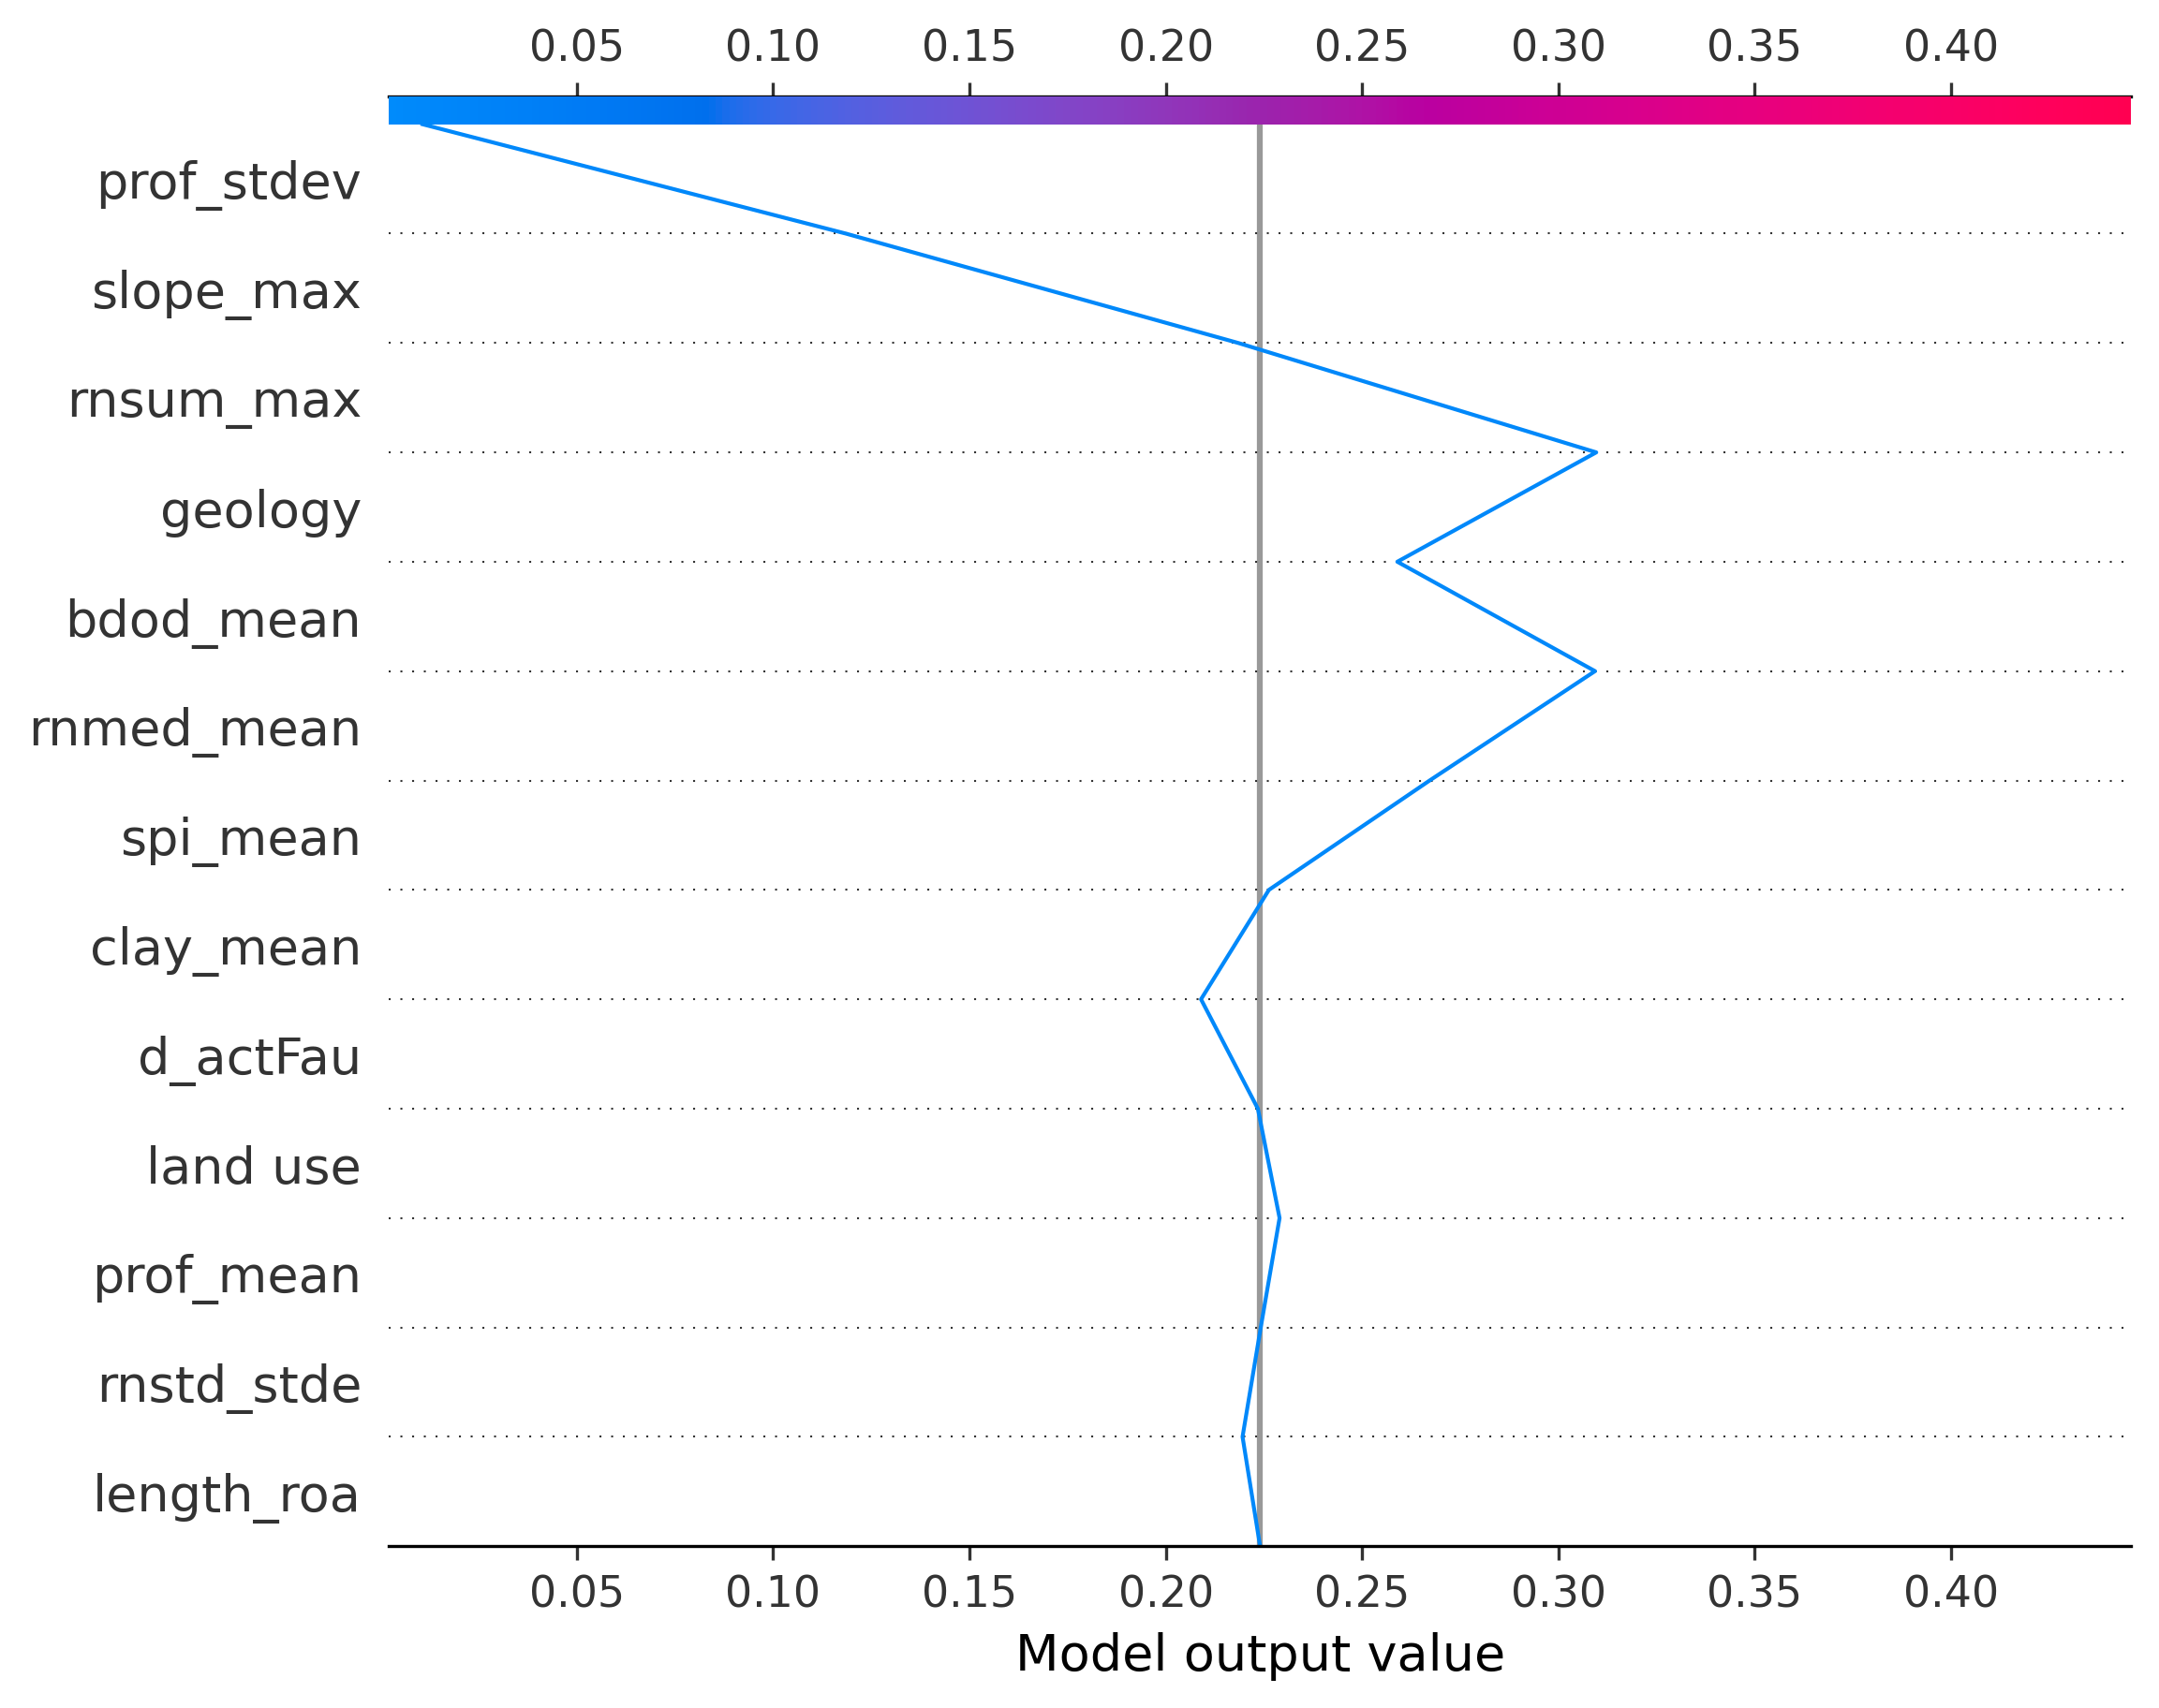 0.05 0.10 0.15 0.20 0.25 0.30 0.35 0.40
prof_stdev
slope_max
rnsum_max
geology
bdod_mean
rnmed_mean
spi_mean
clay_mean
d_actFau
land use
prof_mean
rnstd_stde
length_roa
0.05 0.10 0.15 0.20 0.25 0.30 0.35 0.40
Model output value